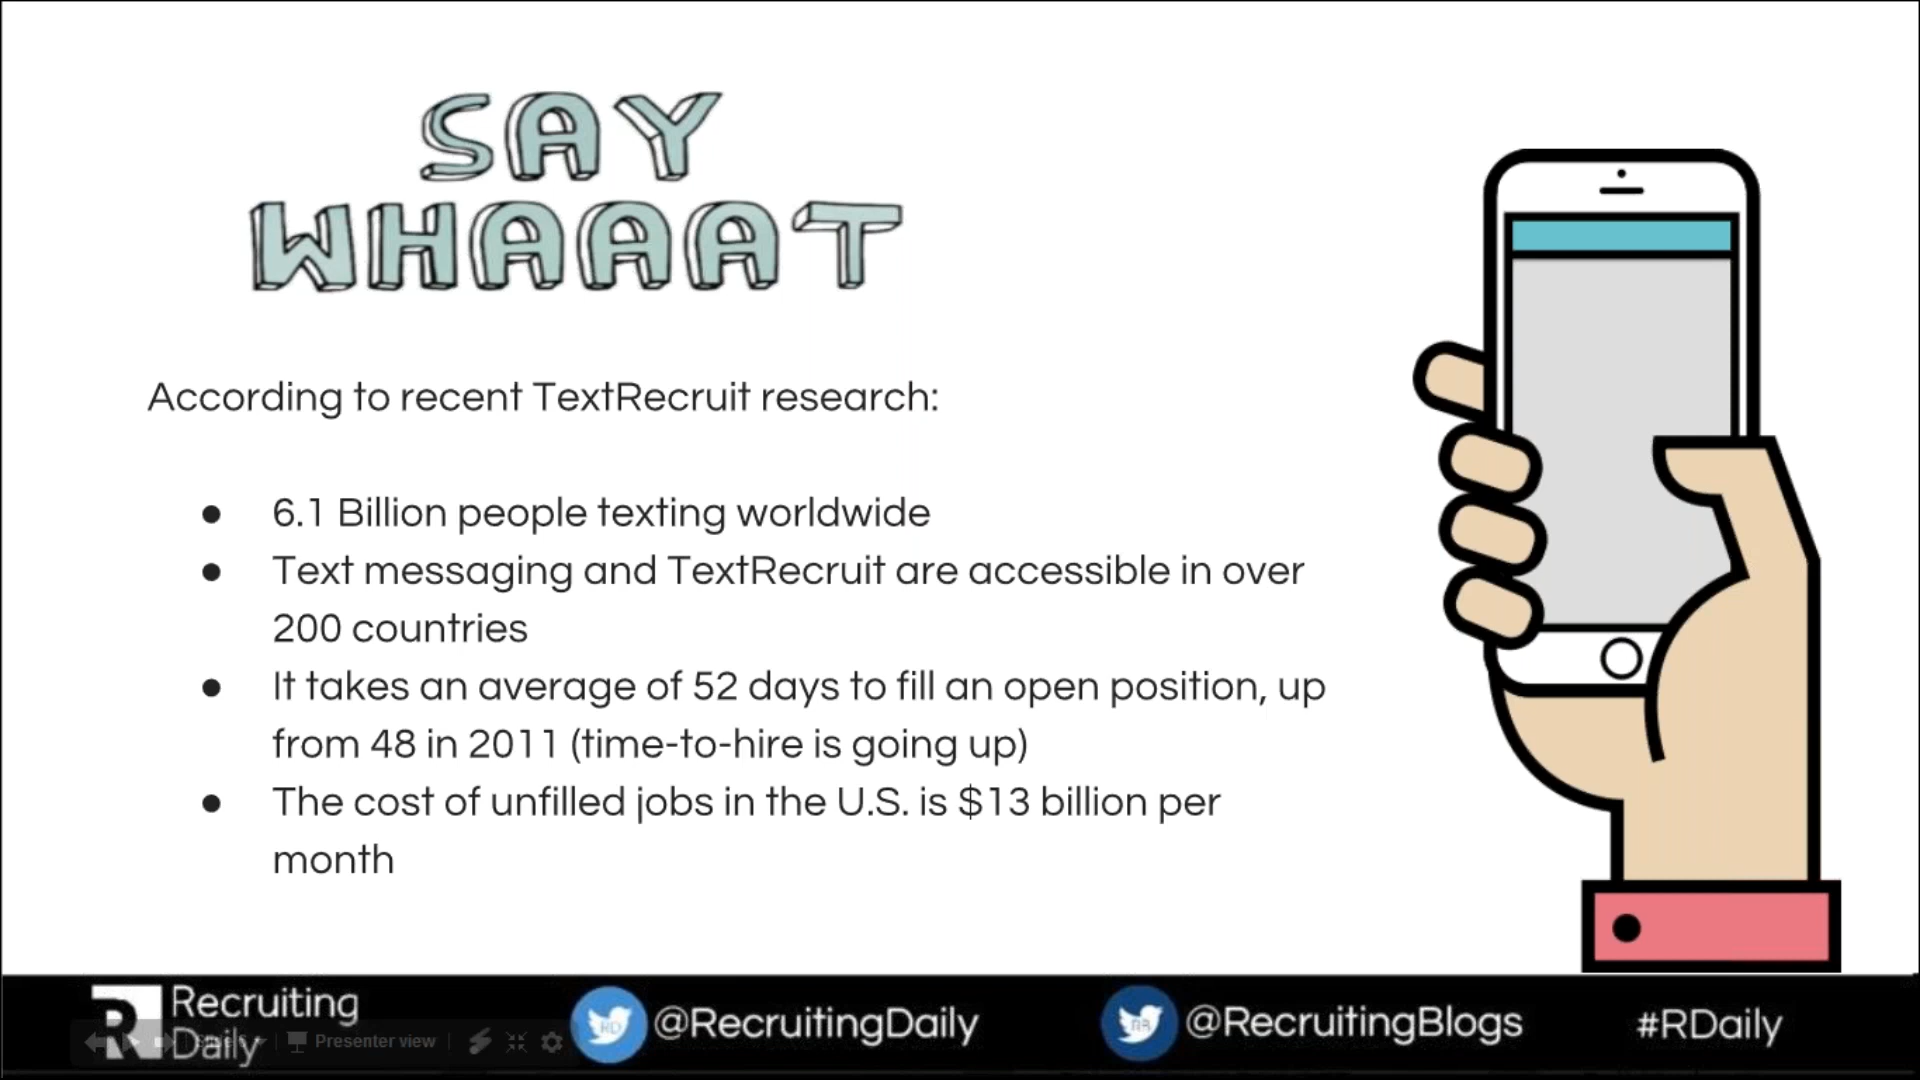 SAY
WHAAAT
According to recent TextRecruit research:
● 6.1 Billion people texting worldwide
● Text messaging and TextRecruit are accessible in over
200 countries
● It takes an average of 52 days to fill an open position, up
from 48 in 2011 (time-to-hire is going up)
● The cost of unfilled jobs in the U.S. is $13 billion per
month
Recruiting
Daily
Presenter view
@RecruitingDaily
@RecruitingBlogs
#RDaily